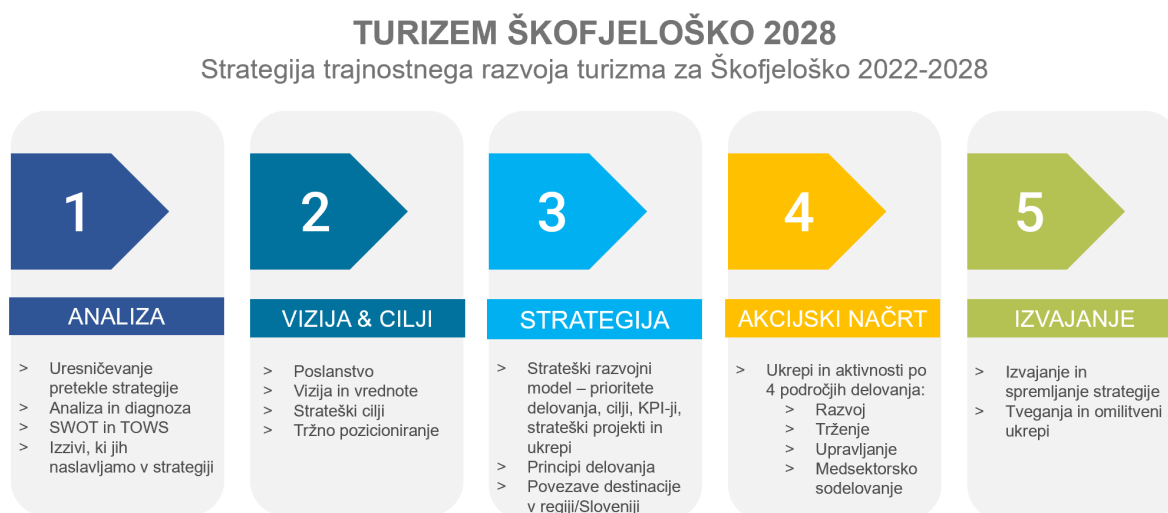 TURIZEM ŠKOFJELOŠKO 2028
Strategija trajnostnega razvoja turizma za Škofjeloško 2022-2028
1
ANALIZA
> Uresničevanje
pretekle strategije
> Analiza in diagnoza
> SWOT in TOWS
> Izzivi, ki jih
naslavljamo v strategiji
2
VIZIJA & CILJI
> Poslanstvo
> Vizija in vrednote
> Strateški cilji
> Tržno pozicioniranje
3
STRATEGIJA
> Strateški razvojni
model – prioritete
delovanja, cilji, KPI-ji,
strateški projekti in
ukrepi
> Principi delovanja
> Povezave destinacije
v regiji/Sloveniji
4
AKCIJSKI NAČRT
> Ukrepi in aktivnosti po
4 področjih delovanja:
> Razvoj
> Trženje
> Upravljanje
> Medsektorsko
sodelovanje
5
IZVAJANJE
> Izvajanje in
spremljanje strategije
> Tveganja in omilitveni
ukrepi